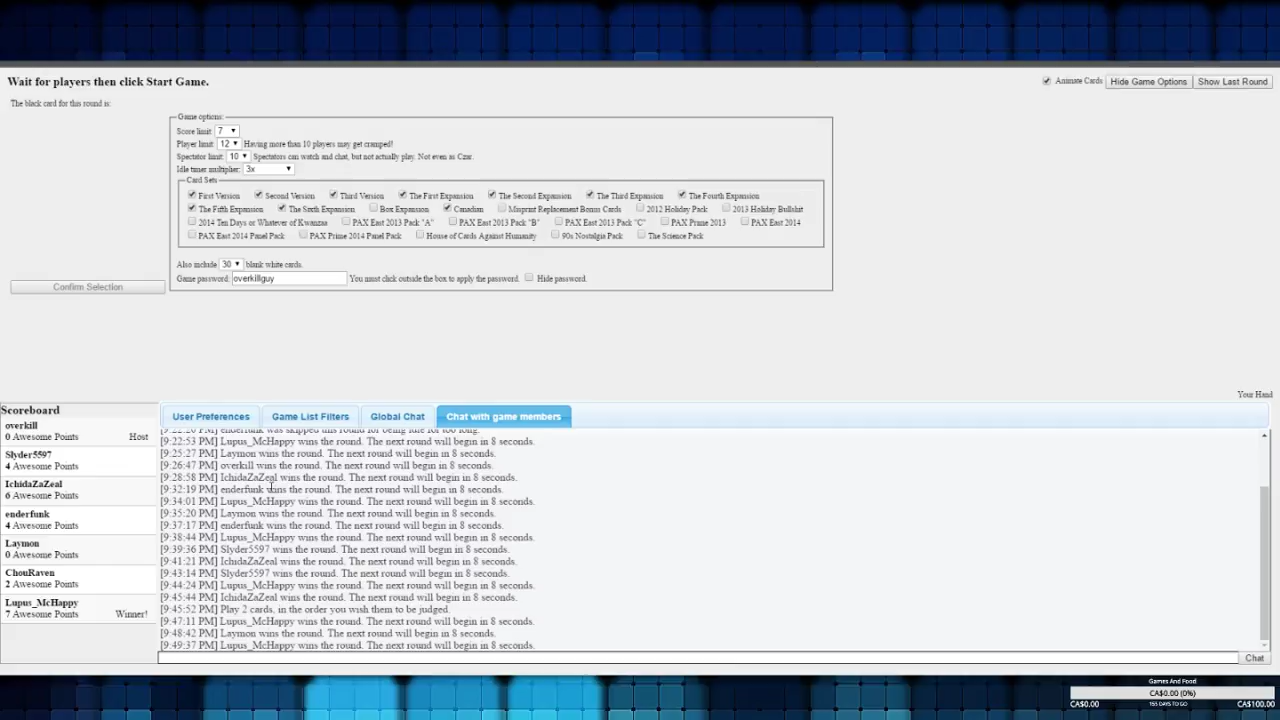 Wait for players then click Start Game.
Animate Cards Hide Game Options Show Last Round
The black card for this round is:
Game options:
Score limit: 7
Player limit: 12 Having more than 10 players may get cramped!
Spectator limit: 10 Spectators can watch and chat, but not actually play. Not even as Czar.
Idle timer multiplier: 3x
Card Sets
First Version Second Version Third Version The First Expansion The Second Expansion The Third Expansion The Fourth Expansion
The Fifth Expansion The Sixth Expansion Box Expansion Canadian Misprint Replacement Bonus Cards 2012 Holiday Pack 2013 Holiday Bullshit
2014 Ten Days or Whatever of Kwanzaa PAX East 2013 Pack "A" PAX East 2013 Pack "B" PAX East 2013 Pack "C" PAX Prime 2013 PAX East 2014
PAX East 2014 Panel Pack PAX Prime 2014 Panel Pack House of Cards Against Humanity 90s Nostalgia Pack The Science Pack
Also include 30 blank white cards.
Game password: overkillguy You must click outside the box to apply the password. Hide password.
Confirm Selection
Your Hand
Scoreboard
overkill
0 Awesome Points Host
Slyder5597
4 Awesome Points
IchidaZaZeal
6 Awesome Points
enderfunk
4 Awesome Points
Laymon
0 Awesome Points
ChouRaven
2 Awesome Points
Lupus_McHappy
7 Awesome Points Winner!
User Preferences Game List Filters Global Chat Chat with game members
[9:22:20 PM] enderfunk was skipped this round for being idle for too long.
[9:22:53 PM] Lupus_McHappy wins the round. The next round will begin in 8 seconds.
[9:25:27 PM] Laymon wins the round. The next round will begin in 8 seconds.
[9:26:47 PM] overkill wins the round. The next round will begin in 8 seconds.
[9:28:58 PM] IchidaZaZeal wins the round. The next round will begin in 8 seconds.
[9:32:19 PM] enderfunk wins the round. The next round will begin in 8 seconds.
[9:34:01 PM] Lupus_McHappy wins the round. The next round will begin in 8 seconds.
[9:35:20 PM] Laymon wins the round. The next round will begin in 8 seconds.
[9:37:17 PM] enderfunk wins the round. The next round will begin in 8 seconds.
[9:38:44 PM] Lupus_McHappy wins the round. The next round will begin in 8 seconds.
[9:39:36 PM] Slyder5597 wins the round. The next round will begin in 8 seconds.
[9:41:21 PM] IchidaZaZeal wins the round. The next round will begin in 8 seconds.
[9:43:14 PM] Slyder5597 wins the round. The next round will begin in 8 seconds.
[9:44:24 PM] Lupus_McHappy wins the round. The next round will begin in 8 seconds.
[9:45:44 PM] IchidaZaZeal wins the round. The next round will begin in 8 seconds.
[9:45:52 PM] Play 2 cards, in the order you wish them to be judged.
[9:47:11 PM] Lupus_McHappy wins the round. The next round will begin in 8 seconds.
[9:48:42 PM] Laymon wins the round. The next round will begin in 8 seconds.
[9:49:37 PM] Lupus_McHappy wins the round. The next round will begin in 8 seconds.
Chat
Games And Food
CA$0.00 (0%)
CA$0.00 155 DAYS TO GO CA$100.00